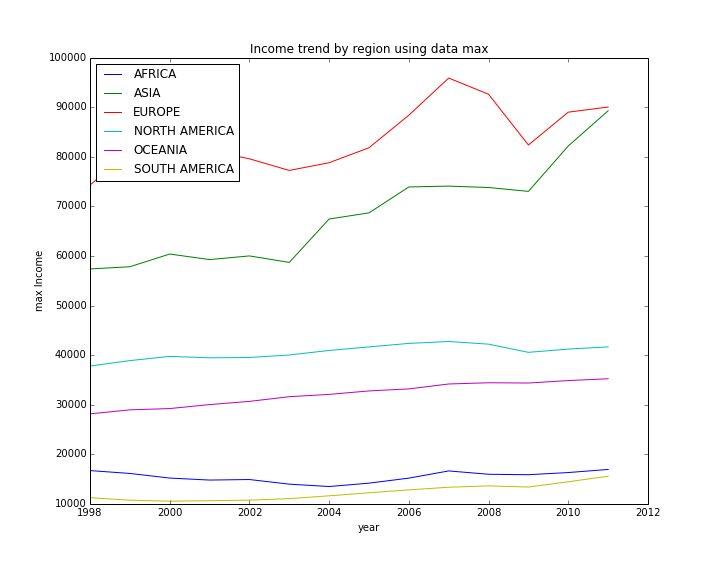 Income trend by region using data max
100000
90000
80000
70000
60000
50000
40000
30000
20000
10000
max Income
AFRICA
ASIA
EUROPE
NORTH AMERICA
OCEANIA
SOUTH AMERICA
1998 2000 2002 2004 2006 2008 2010 2012
year